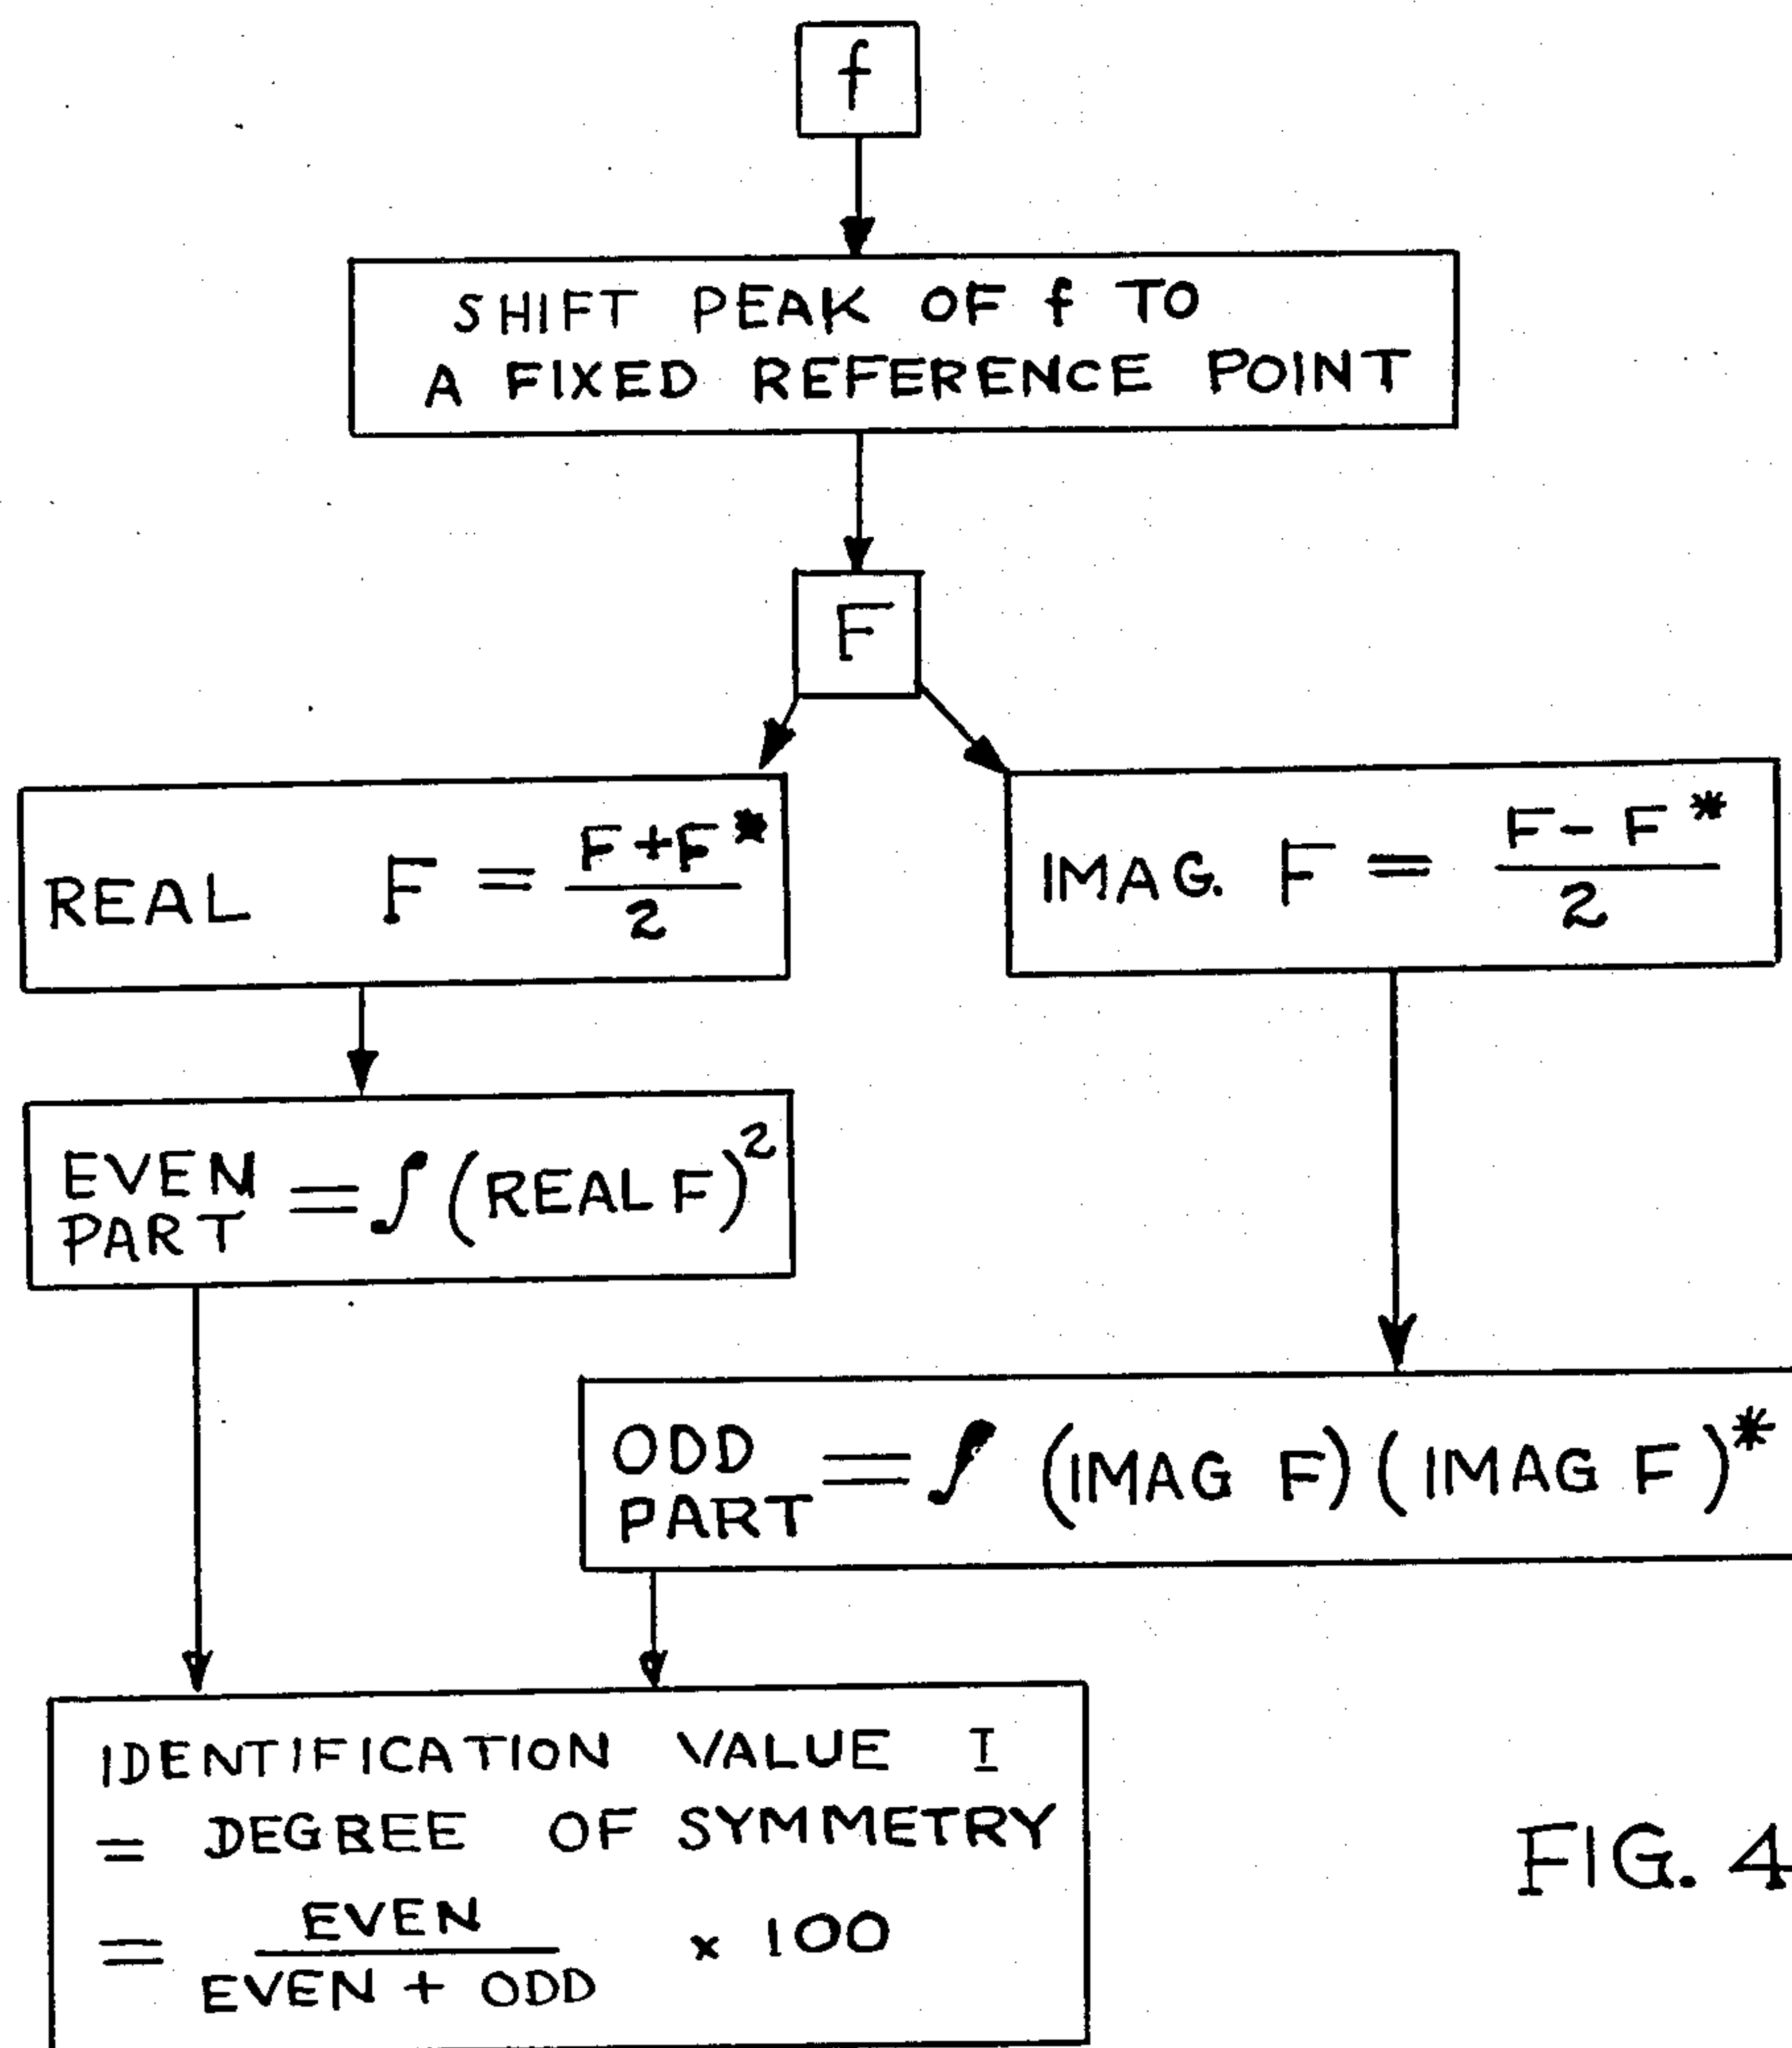 f
SHIFT PEAK OF f TO
A FIXED REFERENCE POINT
F
REAL F = F+F* / 2
IMAG. F = F- F* / 2
EVEN PART = ∫ (REAL F)²
ODD PART = ∫ (IMAG F) (IMAG F)*
IDENTIFICATION VALUE I
= DEGREE OF SYMMETRY
= EVEN / EVEN + ODD × 100
FIG. 4